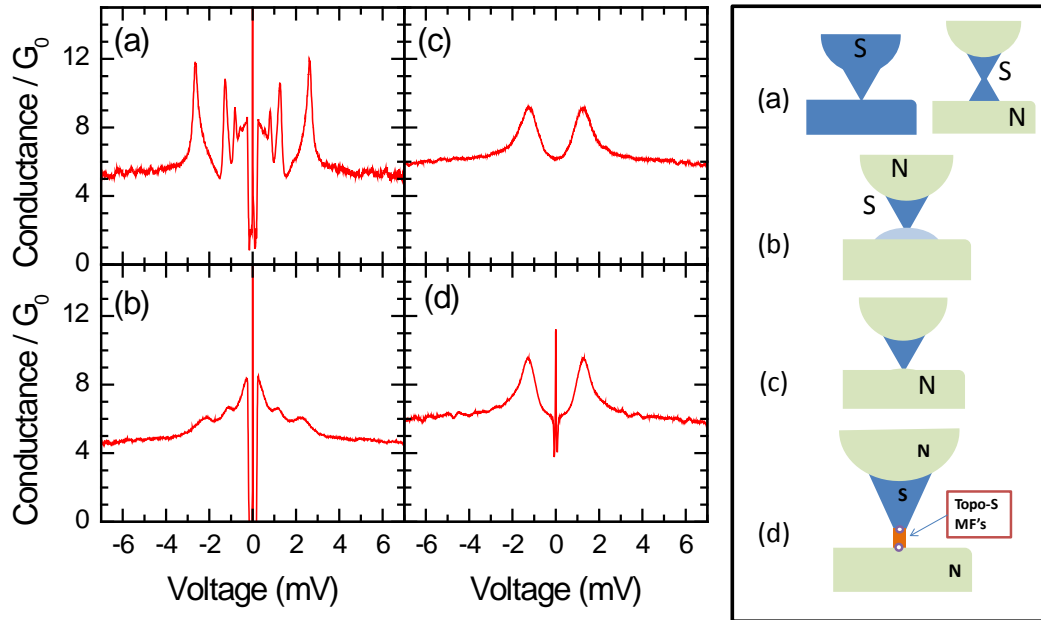 (a)
Conductance / G0
12
8
4
0
(c)
(b)
Conductance / G0
12
8
4
0
-6 -4 -2 0 2 4 6
Voltage (mV)
(d)
-6 -4 -2 0 2 4 6
Voltage (mV)
(a)
S
S
N
(b)
N
S
(c)
N
(d)
N
S
Topo-S
MF's
N